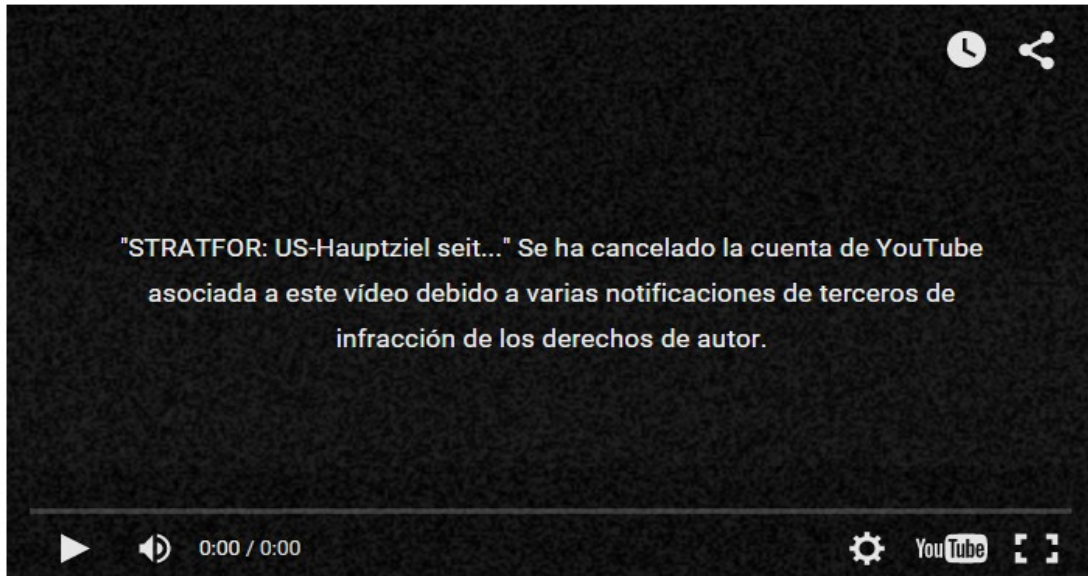 "STRATFOR: US-Hauptziel seit..." Se ha cancelado la cuenta de YouTube
asociada a este vídeo debido a varias notificaciones de terceros de
infracción de los derechos de autor.
0:00 / 0:00
YouTube